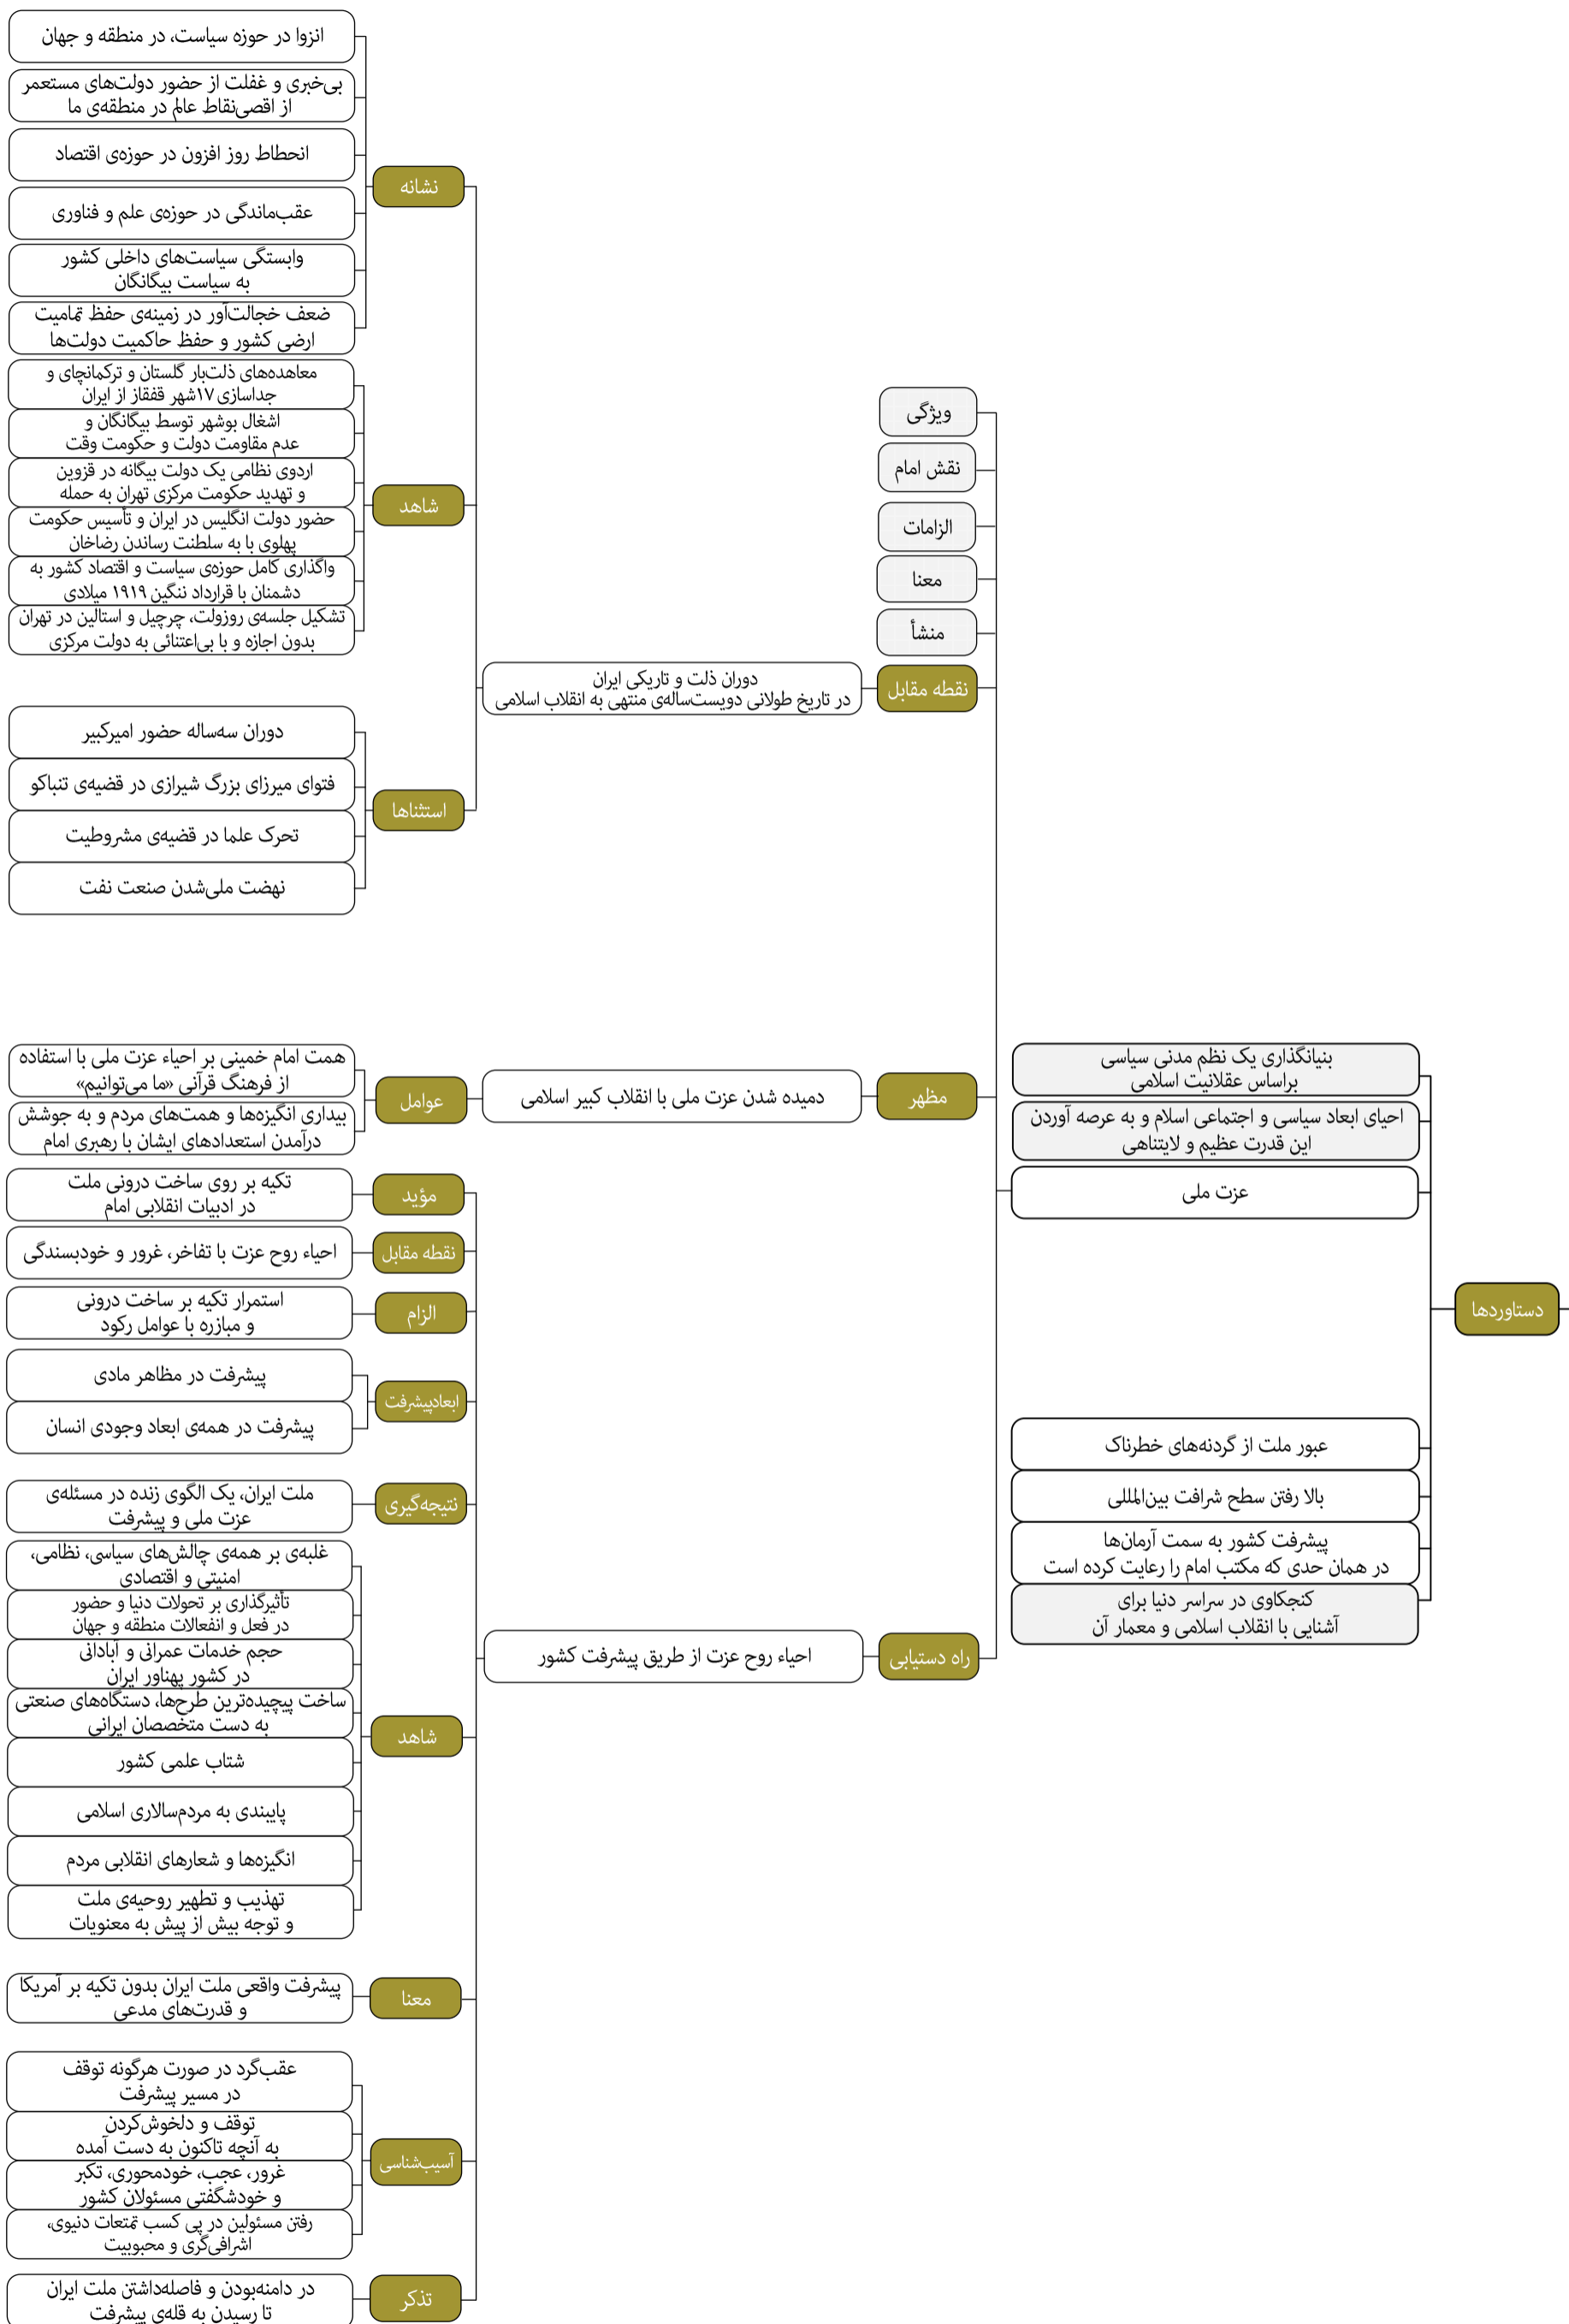 دستاوردها
بنیانگذاری یک نظم مدنی سیاسی
براساس عقلانیت اسلامی
احیای ابعاد سیاسی و اجتماعی اسلام و به عرصه آوردن
این قدرت عظیم و لایتناهی
عزت ملی
عبور ملت از گردنه‌های خطرناک
بالا رفتن سطح شرافت بین‌المللی
پیشرفت کشور به سمت آرمان‌ها
در همان حدی که مکتب امام را رعایت کرده است
کنجکاوی در سراسر دنیا برای
آشنایی با انقلاب اسلامی و معمار آن
ویژگی
نقش امام
الزامات
معنا
منشأ
نقطه مقابل
دوران ذلت و تاریکی ایران
در تاریخ طولانی دویست‌ساله‌ی منتهی به انقلاب اسلامی
نشانه
انزوا در حوزه سیاست، در منطقه و جهان
بی‌خبری و غفلت از حضور دولت‌های مستعمر
از اقصی‌نقاط عالم در منطقه‌ی ما
انحطاط روز افزون در حوزه‌ی اقتصاد
عقب‌ماندگی در حوزه‌ی علم و فناوری
وابستگی سیاست‌های داخلی کشور
به سیاست بیگانگان
ضعف خجالت‌آور در زمینه‌ی حفظ تمامیت
ارضی کشور و حفظ حاکمیت دولت‌ها
شاهد
معاهده‌های ذلت‌بار گلستان و ترکمانچای و
جداسازی ۱۷شهر قفقاز از ایران
اشغال بوشهر توسط بیگانگان و
عدم مقاومت دولت و حکومت وقت
اردوی نظامی یک دولت بیگانه در قزوین
و تهدید حکومت مرکزی تهران به حمله
حضور دولت انگلیس در ایران و تأسیس حکومت
پهلوی با به سلطنت رساندن رضاخان
واگذاری کامل حوزه‌ی سیاست و اقتصاد کشور به
دشمنان با قرارداد ننگین ۱۹۱۹ میلادی
تشکیل جلسه‌ی روزولت، چرچیل و استالین در تهران
بدون اجازه و با بی‌اعتنائی به دولت مرکزی
استثناها
دوران سه‌ساله حضور امیرکبیر
فتوای میرزای بزرگ شیرازی در قضیه‌ی تنباکو
تحرک علما در قضیه‌ی مشروطیت
نهضت ملی‌شدن صنعت نفت
مظهر
دمیده شدن عزت ملی با انقلاب کبیر اسلامی
عوامل
همت امام خمینی بر احیاء عزت ملی با استفاده
از فرهنگ قرآنی «ما می‌توانیم»
بیداری انگیزه‌ها و همت‌های مردم و به جوشش
درآمدن استعدادهای ایشان با رهبری امام
راه دستیابی
احیاء روح عزت از طریق پیشرفت کشور
مؤید
تکیه بر روی ساخت درونی ملت
در ادبیات انقلابی امام
نقطه مقابل
احیاء روح عزت با تفاخر، غرور و خودبسندگی
الزام
استمرار تکیه بر ساخت درونی
و مبازره با عوامل رکود
ابعادپیشرفت
پیشرفت در مظاهر مادی
پیشرفت در همه‌ی ابعاد وجودی انسان
نتیجه‌گیری
ملت ایران، یک الگوی زنده در مسئله‌ی
عزت ملی و پیشرفت
شاهد
غلبه‌ی بر همه‌ی چالش‌های سیاسی، نظامی،
امنیتی و اقتصادی
تأثیرگذاری بر تحولات دنیا و حضور
در فعل و انفعالات منطقه و جهان
حجم خدمات عمرانی و آبادانی
در کشور پهناور ایران
ساخت پیچیده‌ترین طرح‌ها، دستگاه‌های صنعتی
به دست متخصصان ایرانی
شتاب علمی کشور
پایبندی به مردم‌سالاری اسلامی
انگیزه‌ها و شعارهای انقلابی مردم
تهذیب و تطهیر روحیه‌ی ملت
و توجه بیش از پیش به معنویات
معنا
پیشرفت واقعی ملت ایران بدون تکیه بر آمریکا
و قدرت‌های مدعی
آسیب‌شناسی
عقب‌گرد در صورت هرگونه توقف
در مسیر پیشرفت
توقف و دلخوش‌کردن
به آنچه تاکنون به دست آمده
غرور، عجب، خودمحوری، تکبر
و خودشگفتی مسئولان کشور
رفتن مسئولین در پی کسب تمتعات دنیوی،
اشرافی‌گری و محبوبیت
تذکر
در دامنه‌بودن و فاصله‌داشتن ملت ایران
تا رسیدن به قله‌ی پیشرفت